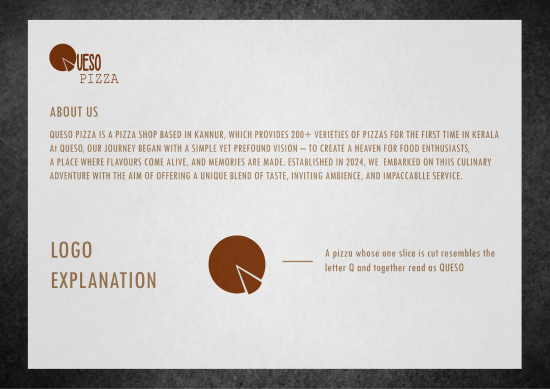 QUESO
PIZZA
ABOUT US
QUESO PIZZA IS A PIZZA SHOP BASED IN KANNUR, WHICH PROVIDES 200+ VERIETIES OF PIZZAS FOR THE FIRST TIME IN KERALA
At QUESO, OUR JOURNEY BEGAN WITH A SIMPLE YET PREFOUND VISION – TO CREATE A HEAVEN FOR FOOD ENTHUSIASTS,
A PLACE WHERE FLAVOURS COME ALIVE, AND MEMORIES ARE MADE. ESTABLISHED IN 2024, WE EMBARKED ON THIIS CULINARY
ADVENTURE WITH THE AIM OF OFFERING A UNIQUE BLEND OF TASTE, INVITING AMBIENCE, AND IMPACCABLLE SERVICE.
LOGO
EXPLANATION
A pizza whose one slice is cut resembles the
letter Q and together read as QUESO